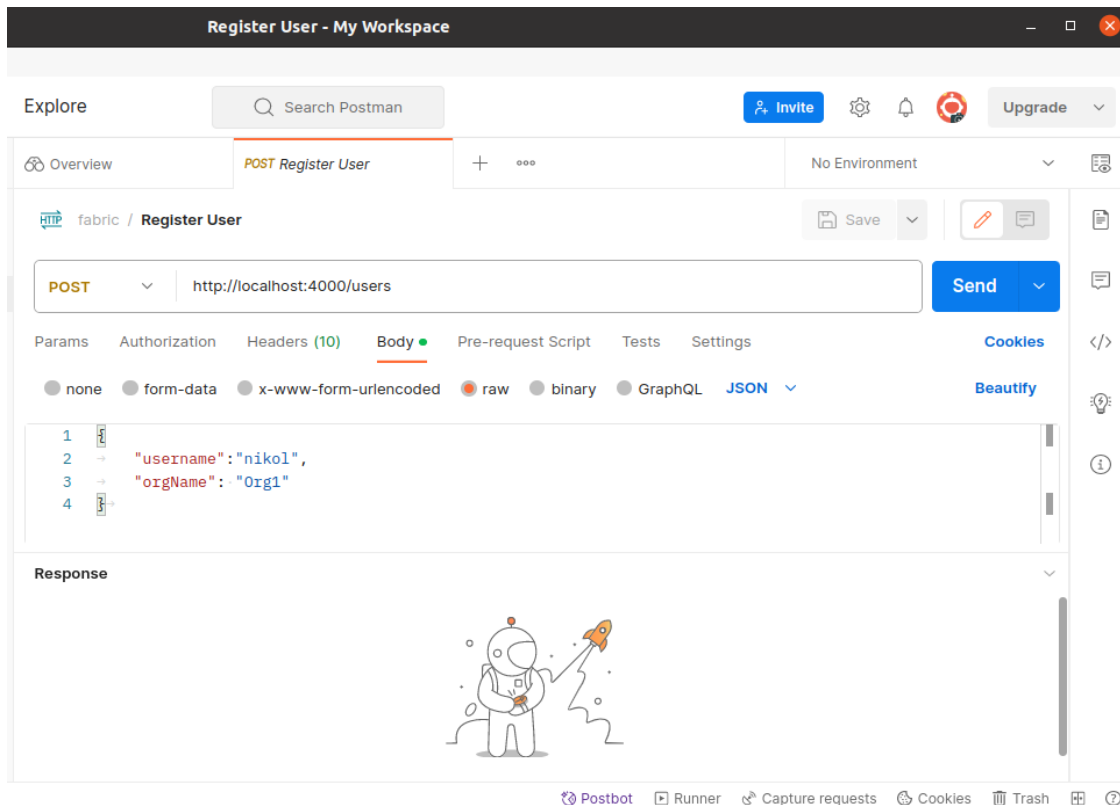 Register User - My Workspace
Explore
Search Postman
Invite
Upgrade
Overview
POST Register User
No Environment
HTTP
fabric / Register User
Save
POST
http://localhost:4000/users
Send
Params Authorization Headers (10) Body Pre-request Script Tests Settings Cookies
none form-data x-www-form-urlencoded raw binary GraphQL JSON Beautify
1 {
2 "username":"nikol",
3 "orgName": "Org1"
4 }
Response
Postbot Runner Capture requests Cookies Trash